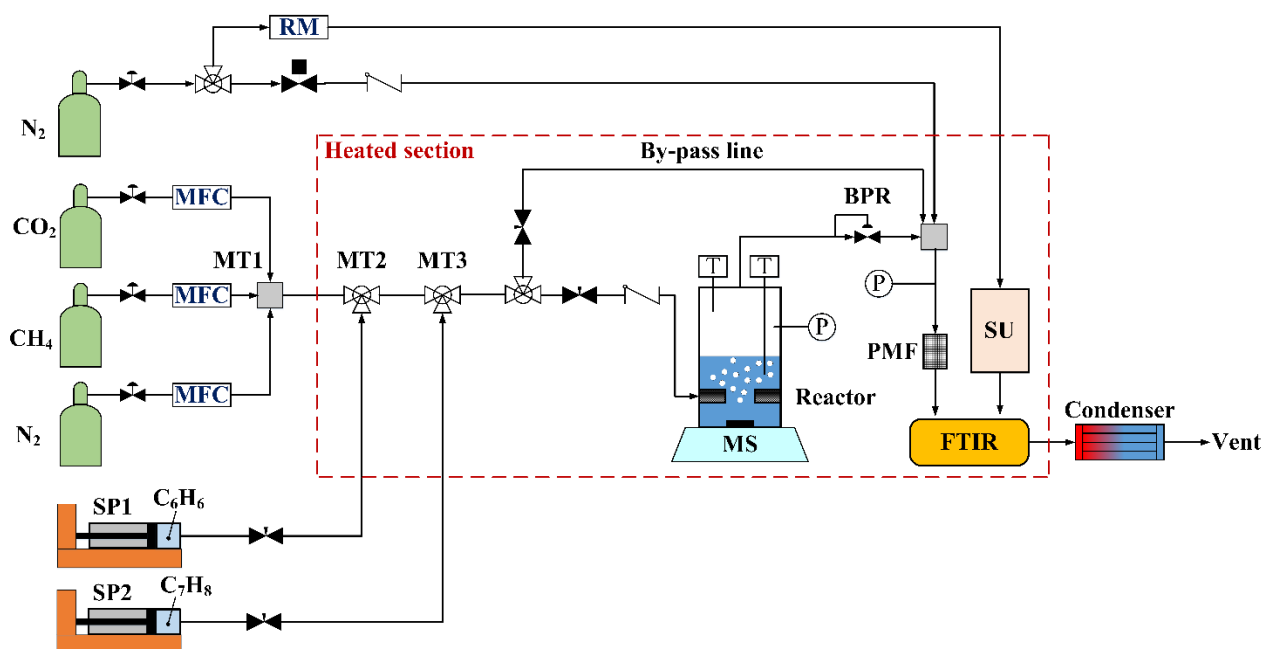 RM
N₂
Heated section
By-pass line
CO₂
MFC
BPR
MT1
MT2
MT3
T
T
CH₄
MFC
P
P
SU
PMF
N₂
MFC
Reactor
MS
FTIR
Condenser
Vent
SP1
C₆H₆
SP2
C₇H₈